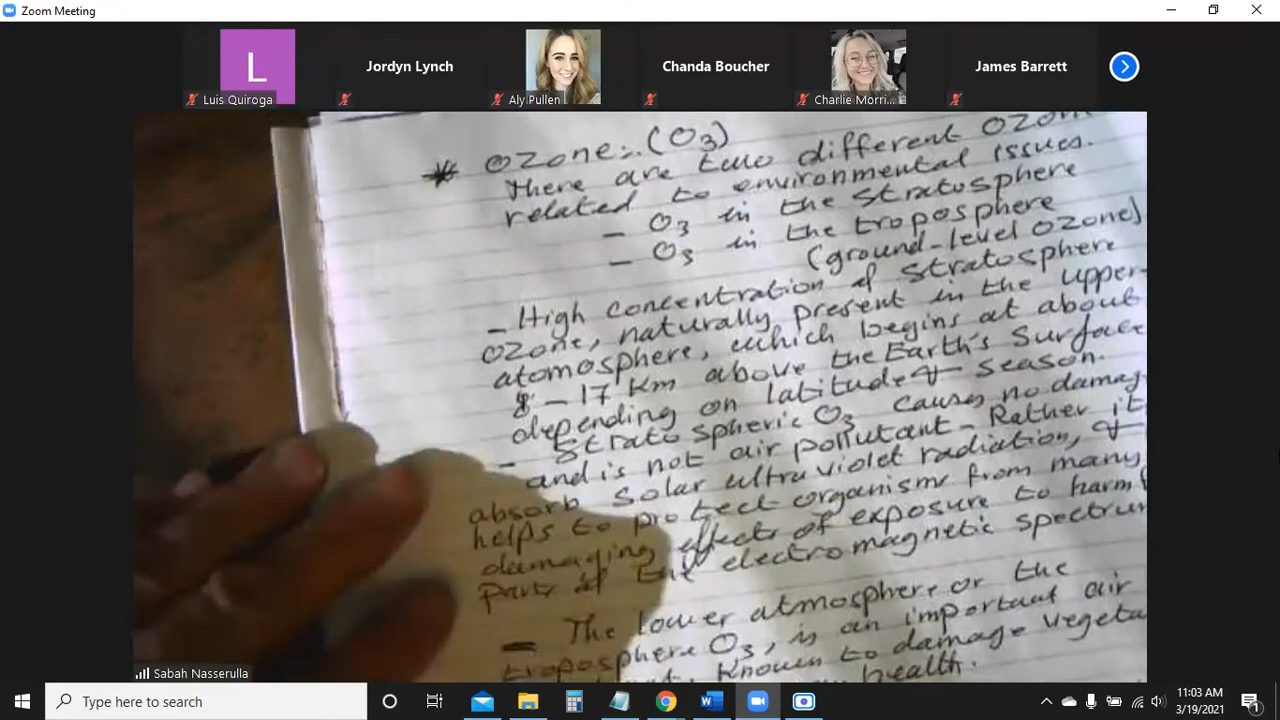 Zoom Meeting
L
Luis Quiroga
Jordyn Lynch
Aly Pullen
Chanda Boucher
Charlie Morri...
James Barrett
* Ozone:. (O3)
There are two different Ozon
related to environmental issues.
- O3 in the Stratosphere
- O3 in the troposphere
(ground-level Ozone)
- High concentration of Stratosphere
Ozone, naturally present in the upper-
atomosphere, which begins at about
8 - 17 Km above the Earth's Surface
depending on latitude & season.
- Stratospheric O3 causes no damag
and is not air pollutant - Rather it
absorb Solar ultraviolet radiation, &
helps to protect organisms from many
damaging effects of exposure to harm
Parts of the electromagnetic spectrum
- The lower atmosphere or the
troposphere O3, is an important air
known to damage vegeta
health.
Sabah Nasserulla
Type here to search
11:03 AM
3/19/2021
1